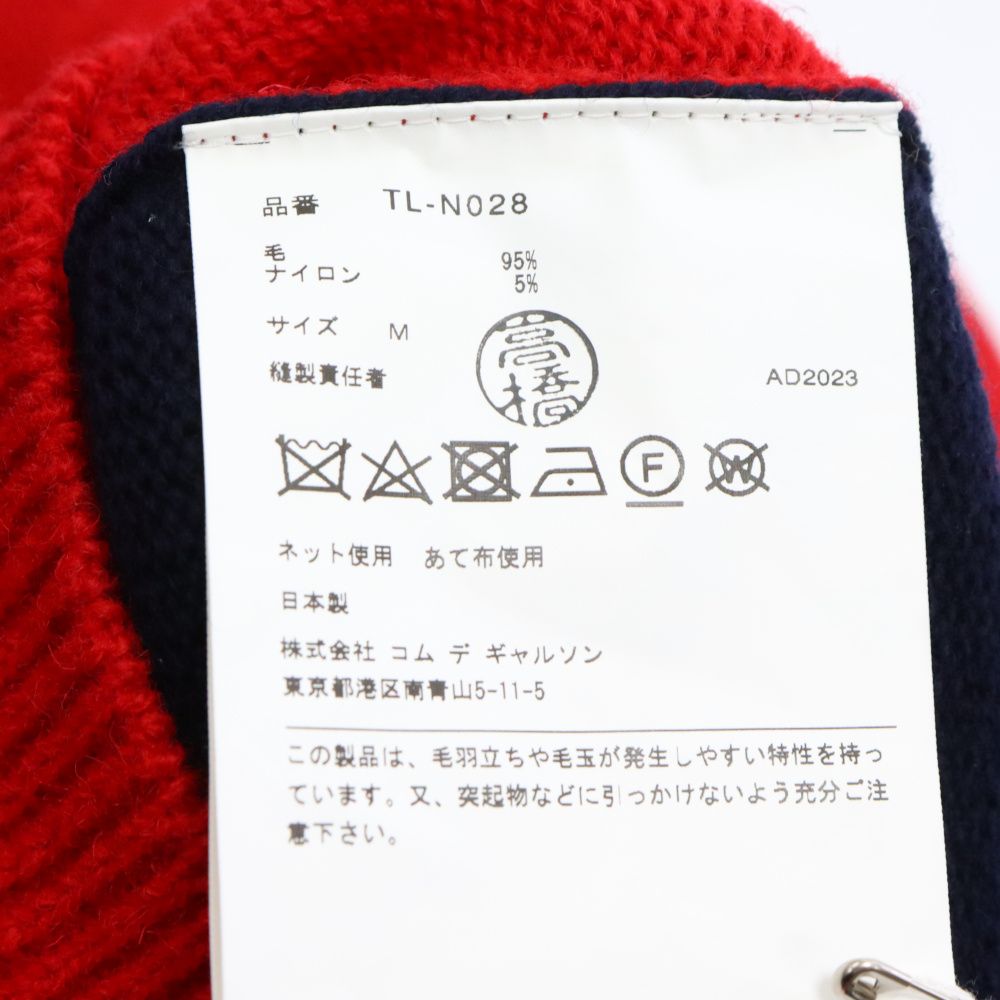 品番 TL-N028
毛 95%
ナイロン 5%
サイズ M
縫製責任者 高橋 AD2023
F W
ネット使用 あて布使用
日本製
株式会社 コム デ ギャルソン
東京都港区南青山5-11-5
この製品は、毛羽立ちや毛玉が発生しやすい特性を持っ
ています。又、突起物などに引っかけないよう充分ご注
意下さい。